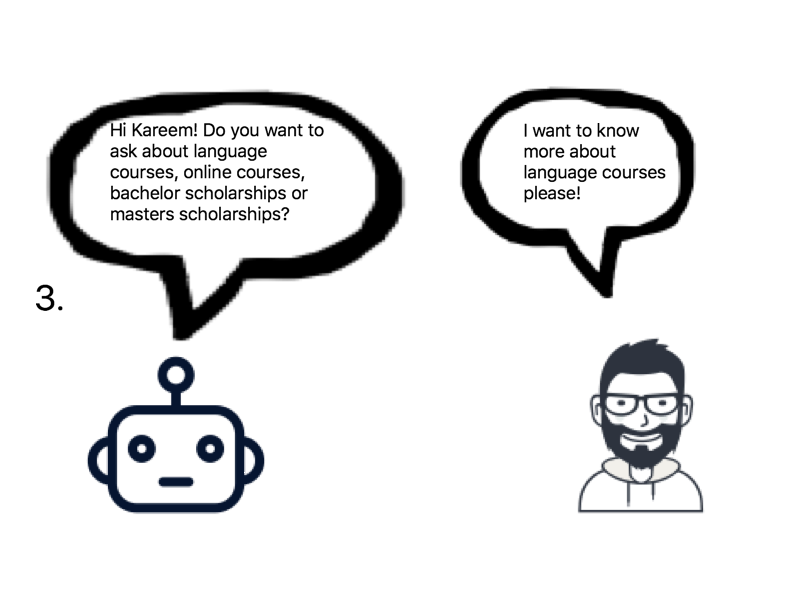 Hi Kareem! Do you want to
ask about language
courses, online courses,
bachelor scholarships or
masters scholarships?
I want to know
more about
language courses
please!
3.